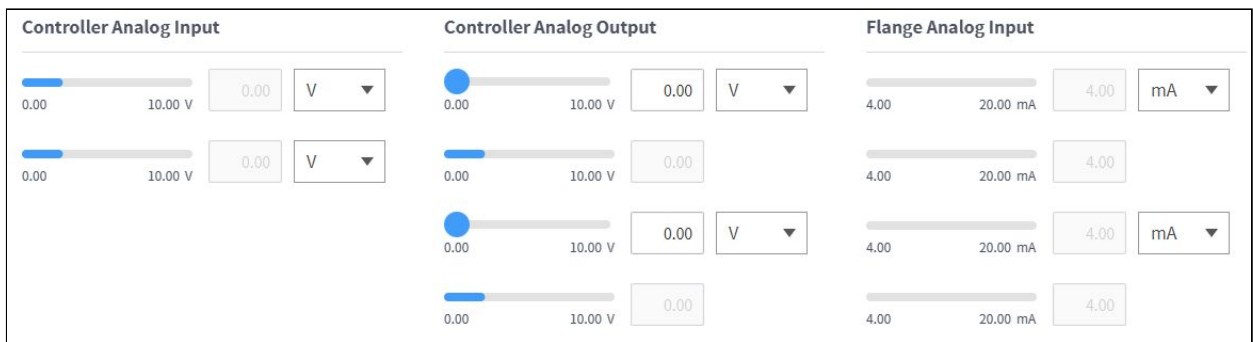 Controller Analog Input
0.00 V
0.00 10.00 V
0.00 V
0.00 10.00 V
Controller Analog Output
0.00 V
0.00 10.00 V
0.00
0.00 10.00 V
0.00 V
0.00 10.00 V
0.00
0.00 10.00 V
Flange Analog Input
4.00 mA
4.00 20.00 mA
4.00
4.00 20.00 mA
4.00 mA
4.00 20.00 mA
4.00
4.00 20.00 mA